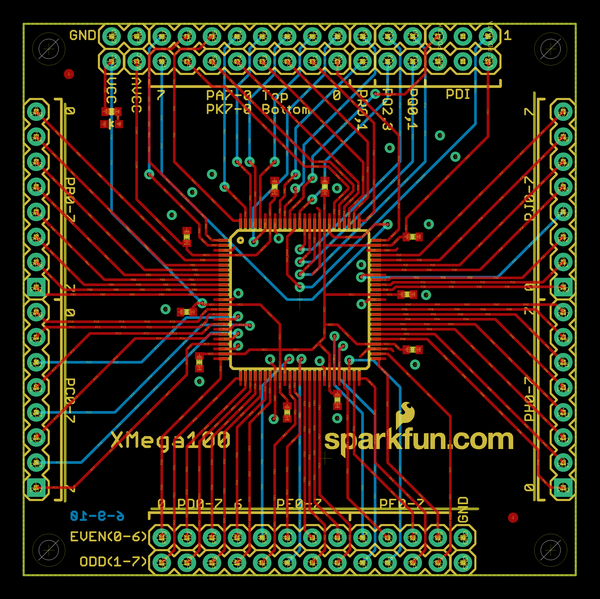 GND 1
VCC
AVCC
7 PA7-0 Top 0 PDI
PK7-0 Bottom
PR0,1
PQ2,3
PQ0,1
0
PB0-7
7
0
PC0-7
7
7
PJ0-7
0
7
PH0-7
0
XMega100
sparkfun.com
6-9-10
0 PD0-7 6 PE0-7 PF0-7 GND
EVEN(0-6)
ODD(1-7)